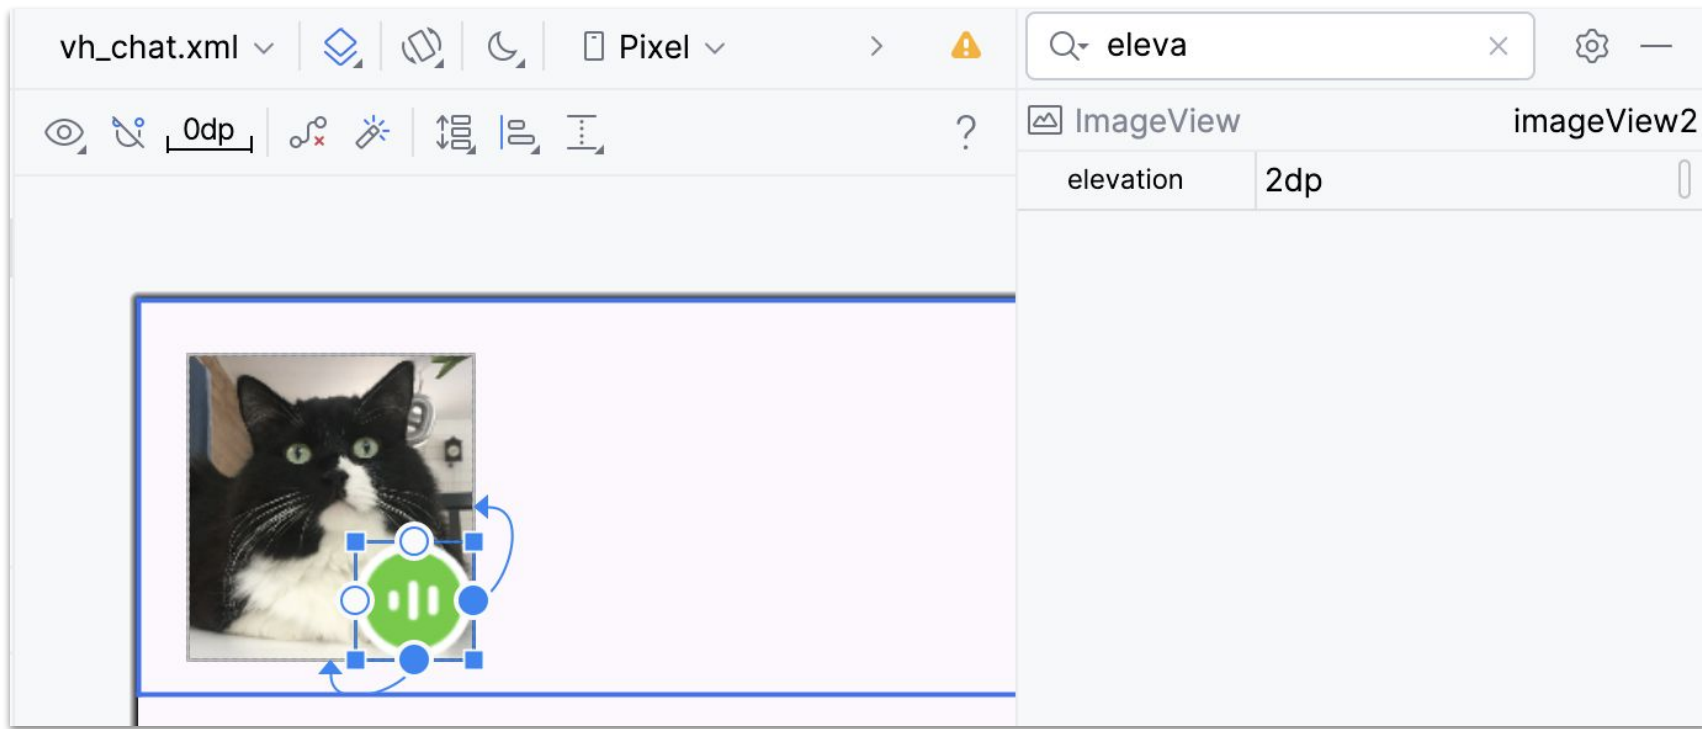 vh_chat.xml Pixel
eleva
0dp ?
ImageView imageView2
elevation 2dp